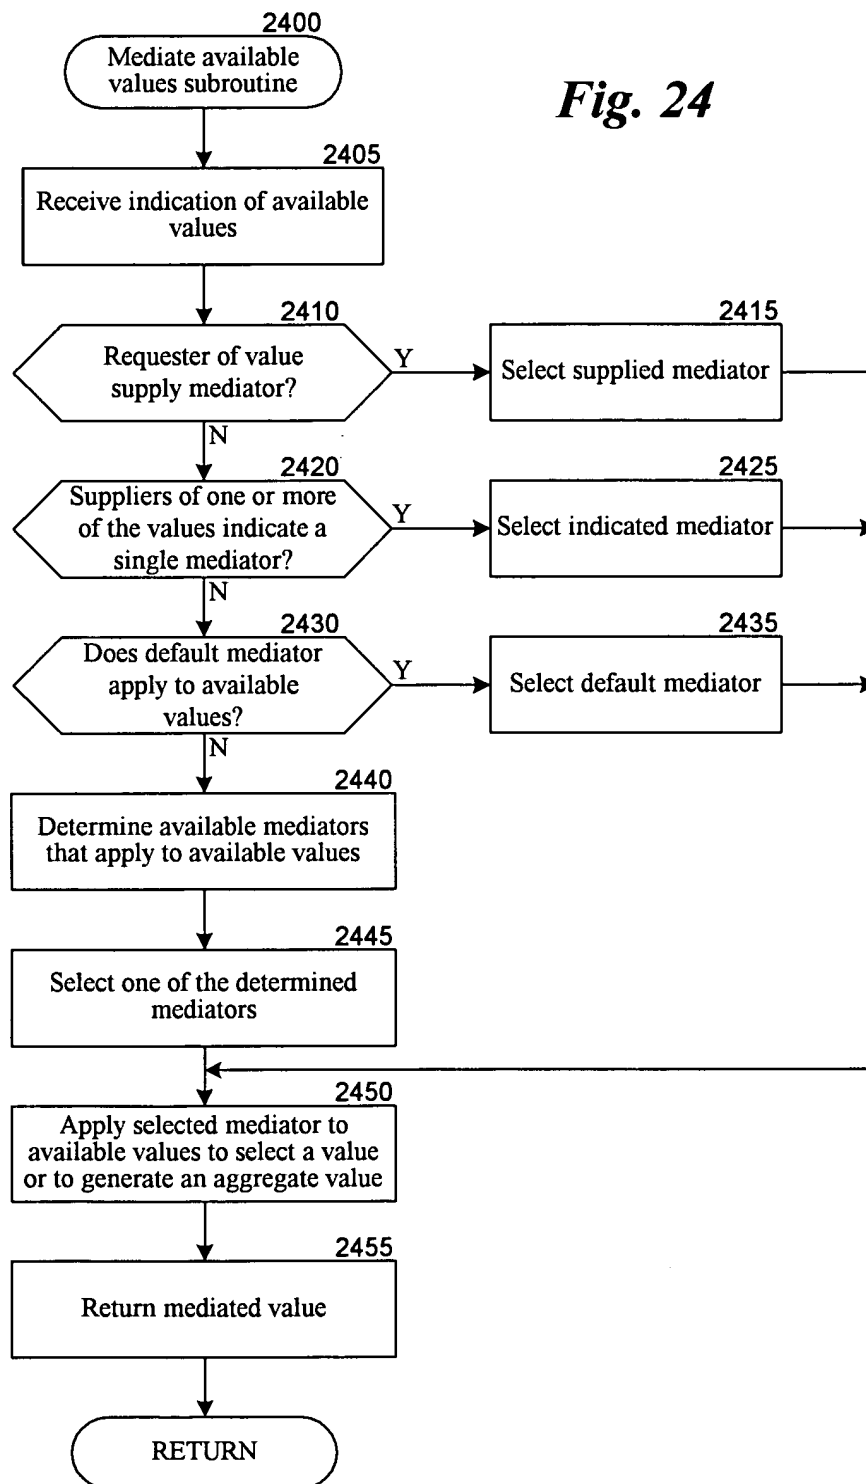 2400
Mediate available
values subroutine
Fig. 24
2405
Receive indication of available
values
2410
Requester of value
supply mediator?
Y
N
2415
Select supplied mediator
2420
Suppliers of one or more
of the values indicate a
single mediator?
Y
N
2425
Select indicated mediator
2430
Does default mediator
apply to available
values?
Y
N
2435
Select default mediator
2440
Determine available mediators
that apply to available values
2445
Select one of the determined
mediators
2450
Apply selected mediator to
available values to select a value
or to generate an aggregate value
2455
Return mediated value
RETURN